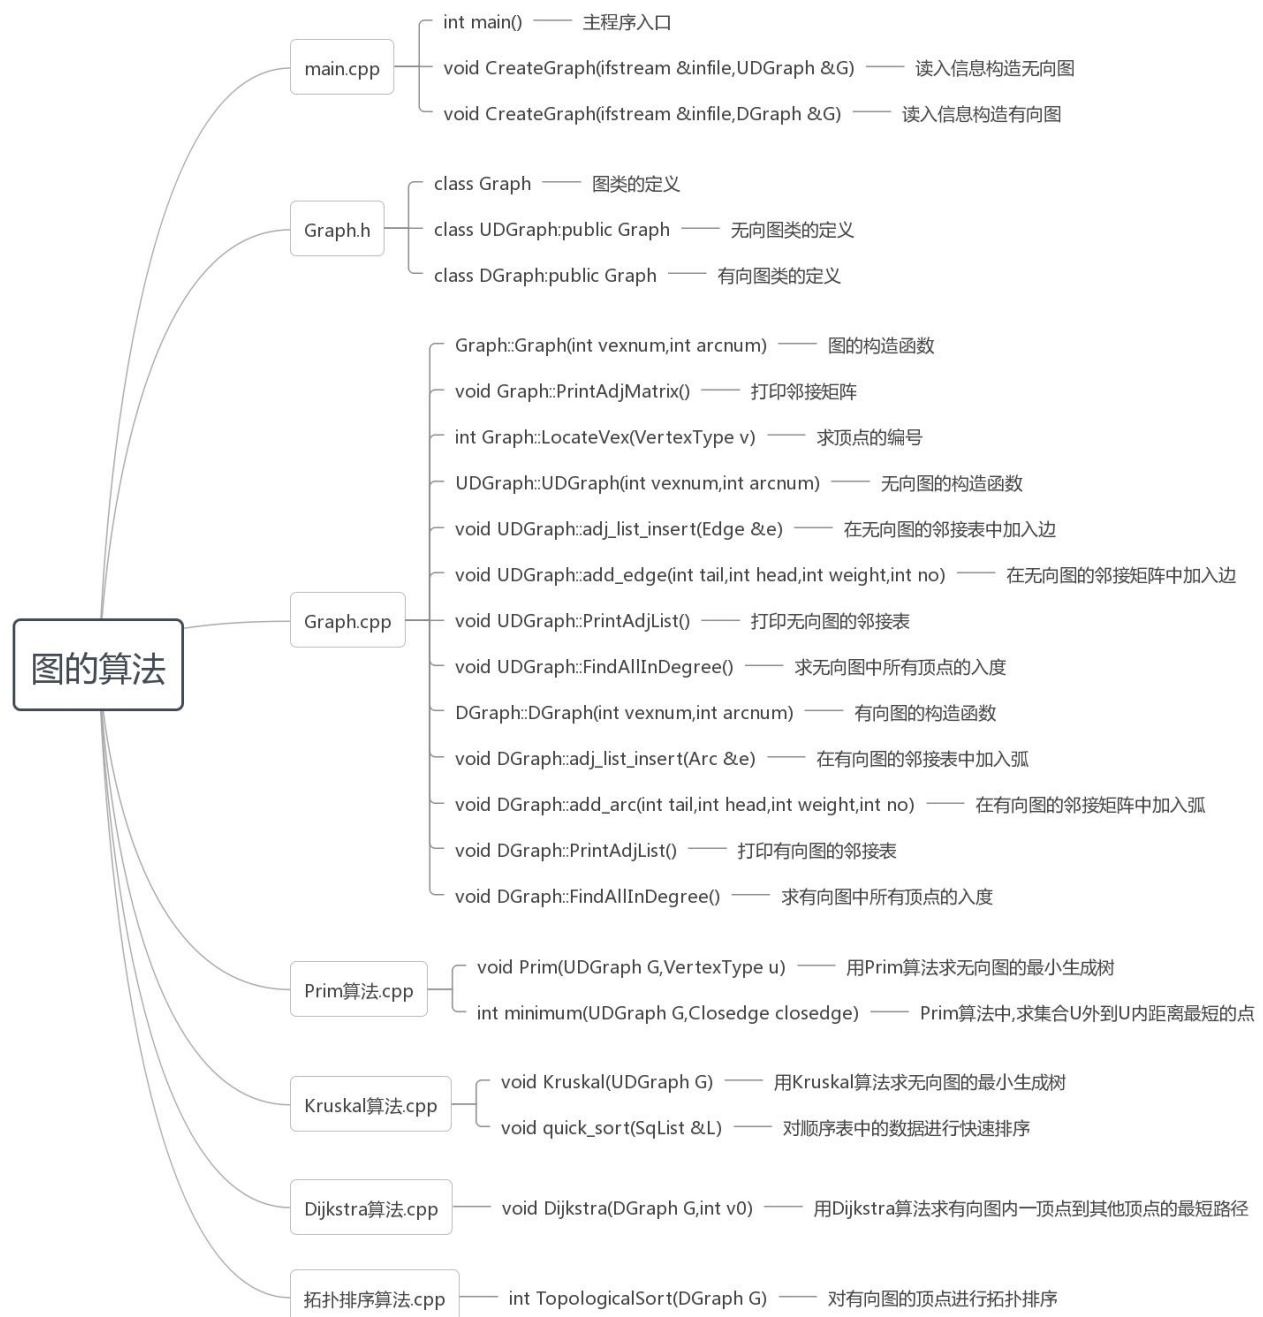 图的算法
main.cpp
int main() 主程序入口
void CreateGraph(ifstream &infile,UDGraph &G) 读入信息构造无向图
void CreateGraph(ifstream &infile,DGraph &G) 读入信息构造有向图
Graph.h
class Graph 图类的定义
class UDGraph:public Graph 无向图类的定义
class DGraph:public Graph 有向图类的定义
Graph.cpp
Graph::Graph(int vexnum,int arcnum) 图的构造函数
void Graph::PrintAdjMatrix() 打印邻接矩阵
int Graph::LocateVex(VertexType v) 求顶点的编号
UDGraph::UDGraph(int vexnum,int arcnum) 无向图的构造函数
void UDGraph::adj_list_insert(Edge &e) 在无向图的邻接表中加入边
void UDGraph::add_edge(int tail,int head,int weight,int no) 在无向图的邻接矩阵中加入边
void UDGraph::PrintAdjList() 打印无向图的邻接表
void UDGraph::FindAllInDegree() 求无向图中所有顶点的入度
DGraph::DGraph(int vexnum,int arcnum) 有向图的构造函数
void DGraph::adj_list_insert(Arc &e) 在有向图的邻接表中加入弧
void DGraph::add_arc(int tail,int head,int weight,int no) 在有向图的邻接矩阵中加入弧
void DGraph::PrintAdjList() 打印有向图的邻接表
void DGraph::FindAllInDegree() 求有向图中所有顶点的入度
Prim算法.cpp
void Prim(UDGraph G,VertexType u) 用Prim算法求无向图的最小生成树
int minimum(UDGraph G,Closedge closedge) Prim算法中,求集合U外到U内距离最短的点
Kruskal算法.cpp
void Kruskal(UDGraph G) 用Kruskal算法求无向图的最小生成树
void quick_sort(SqList &L) 对顺序表中的数据进行快速排序
Dijkstra算法.cpp
void Dijkstra(DGraph G,int v0) 用Dijkstra算法求有向图内一顶点到其他顶点的最短路径
拓扑排序算法.cpp
int TopologicalSort(DGraph G) 对有向图的顶点进行拓扑排序